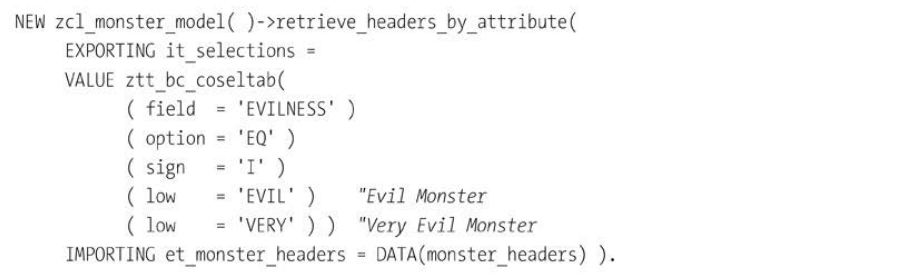 NEW zcl_monster_model( )->retrieve_headers_by_attribute(
EXPORTING it_selections =
VALUE ztt_bc_coseltab(
( field = 'EVILNESS' )
( option = 'EQ' )
( sign = 'I' )
( low = 'EVIL' ) "Evil Monster
( low = 'VERY' ) ) "Very Evil Monster
IMPORTING et_monster_headers = DATA(monster_headers) ).